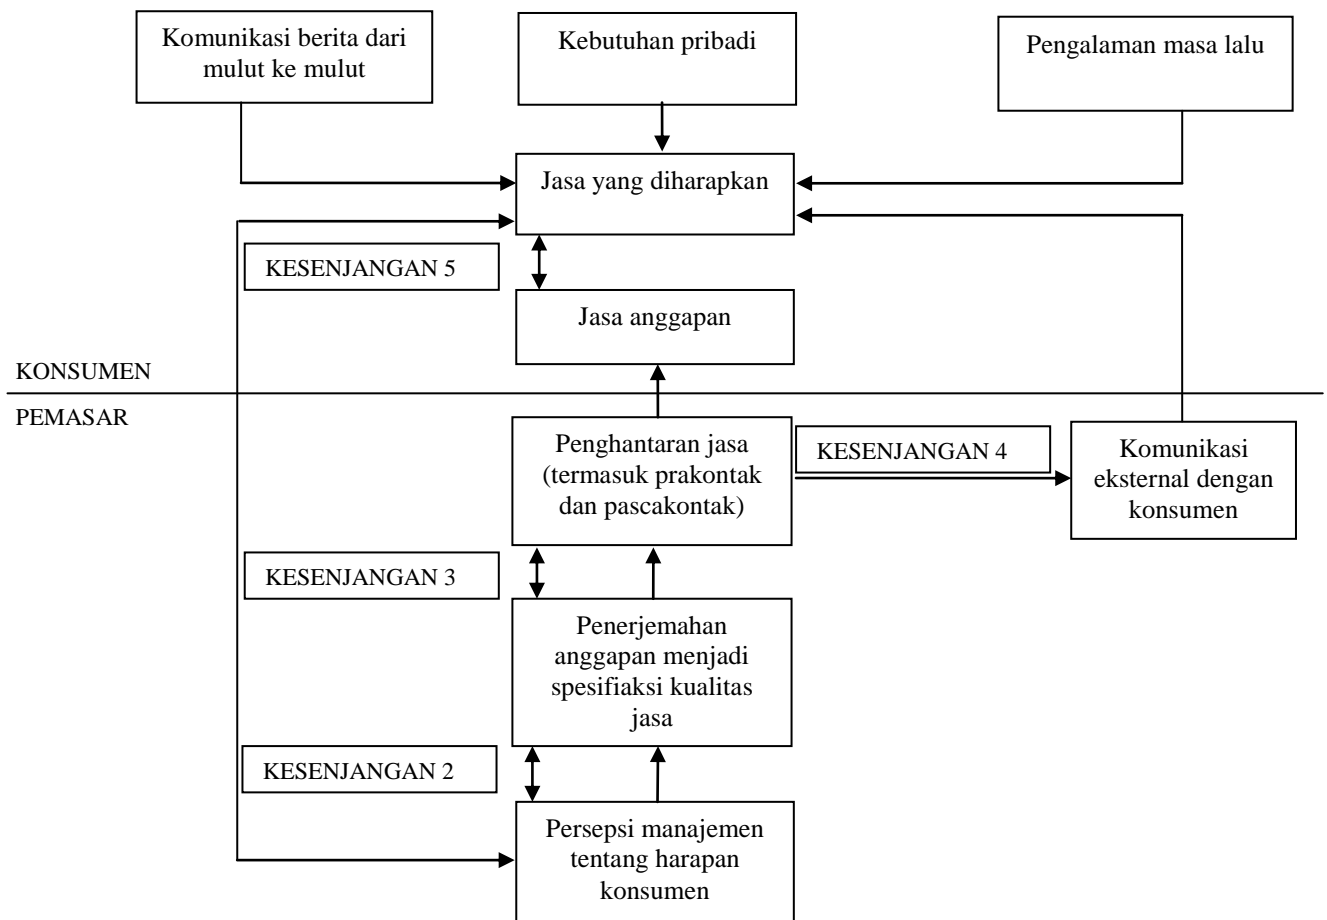 Komunikasi berita dari
mulut ke mulut
Kebutuhan pribadi
Pengalaman masa lalu
Jasa yang diharapkan
KESENJANGAN 5
Jasa anggapan
KONSUMEN
PEMASAR
Penghantaran jasa
(termasuk prakontak
dan pascakontak)
KESENJANGAN 4
Komunikasi
eksternal dengan
konsumen
KESENJANGAN 3
Penerjemahan
anggapan menjadi
spesifiaksi kualitas
jasa
KESENJANGAN 2
Persepsi manajemen
tentang harapan
konsumen